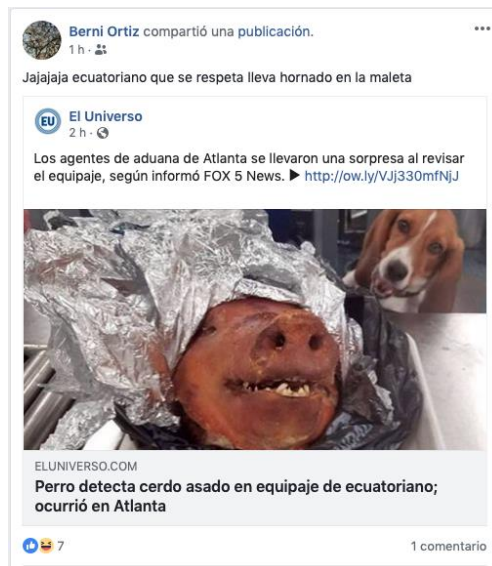 Berni Ortiz compartió una publicación.
1 h ·
Jajajaja ecuatoriano que se respeta lleva hornado en la maleta
EU
El Universo
2 h ·
Los agentes de aduana de Atlanta se llevaron una sorpresa al revisar
el equipaje, según informó FOX 5 News. ▶ http://ow.ly/VJj330mfNjJ
ELUNIVERSO.COM
Perro detecta cerdo asado en equipaje de ecuatoriano;
ocurrió en Atlanta
7
1 comentario